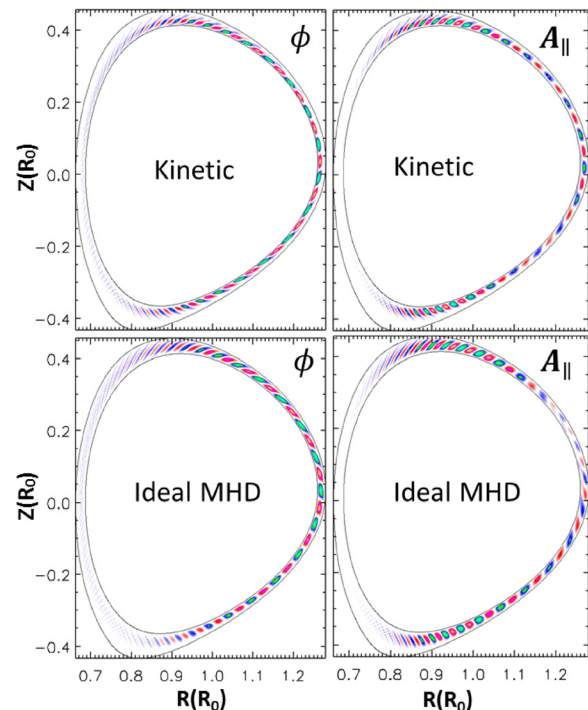 0.4
0.2
0.0
−0.2
−0.4
Z(R₀)
ϕ
Kinetic
A∥
Kinetic
0.4
0.2
0.0
−0.2
−0.4
Z(R₀)
ϕ
Ideal MHD
A∥
Ideal MHD
0.7 0.8 0.9 1.0 1.1 1.2
R(R₀)
0.7 0.8 0.9 1.0 1.1 1.2
R(R₀)